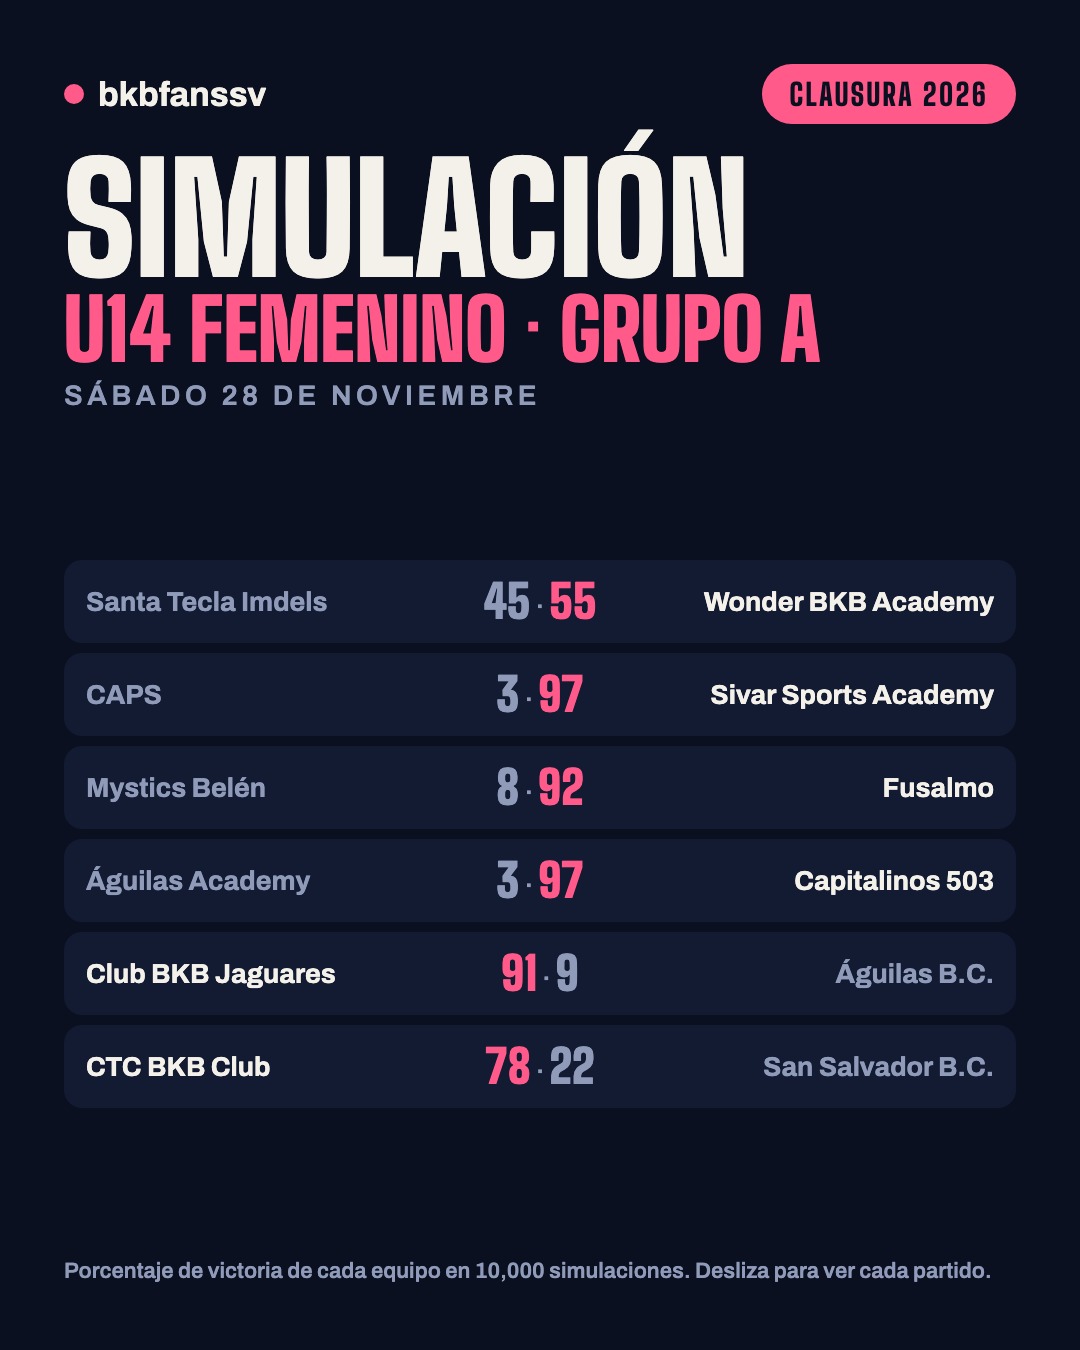 bkbfanssv
CLAUSURA 2026
SIMULACIÓN
U14 FEMENINO · GRUPO A
SÁBADO 28 DE NOVIEMBRE
Santa Tecla Imdels 45 · 55 Wonder BKB Academy
CAPS 3 · 97 Sivar Sports Academy
Mystics Belén 8 · 92 Fusalmo
Águilas Academy 3 · 97 Capitalinos 503
Club BKB Jaguares 91 · 9 Águilas B.C.
CTC BKB Club 78 · 22 San Salvador B.C.
Porcentaje de victoria de cada equipo en 10,000 simulaciones. Desliza para ver cada partido.